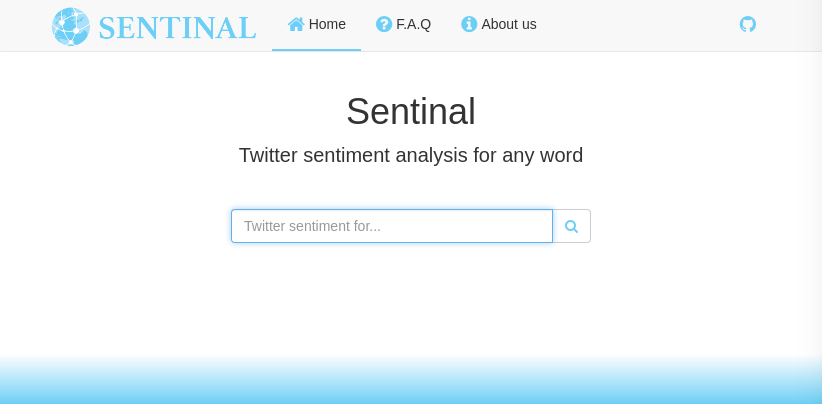 SENTINAL Home F.A.Q About us
Sentinal
Twitter sentiment analysis for any word
Twitter sentiment for...